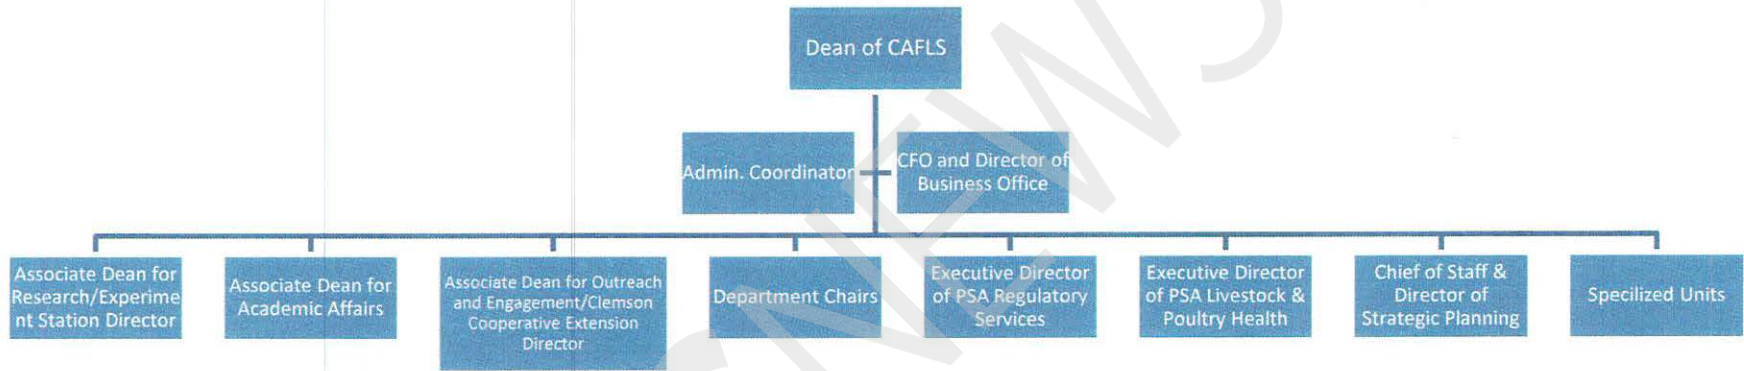 Dean of CAFLS
Admin. Coordinator
CFO and Director of
Business Office
Associate Dean for
Research/Experime
nt Station Director
Associate Dean for
Academic Affairs
Associate Dean for Outreach
and Engagement/Clemson
Cooperative Extension
Director
Department Chairs
Executive Director
of PSA Regulatory
Services
Executive Director
of PSA Livestock &
Poultry Health
Chief of Staff &
Director of
Strategic Planning
Specilized Units